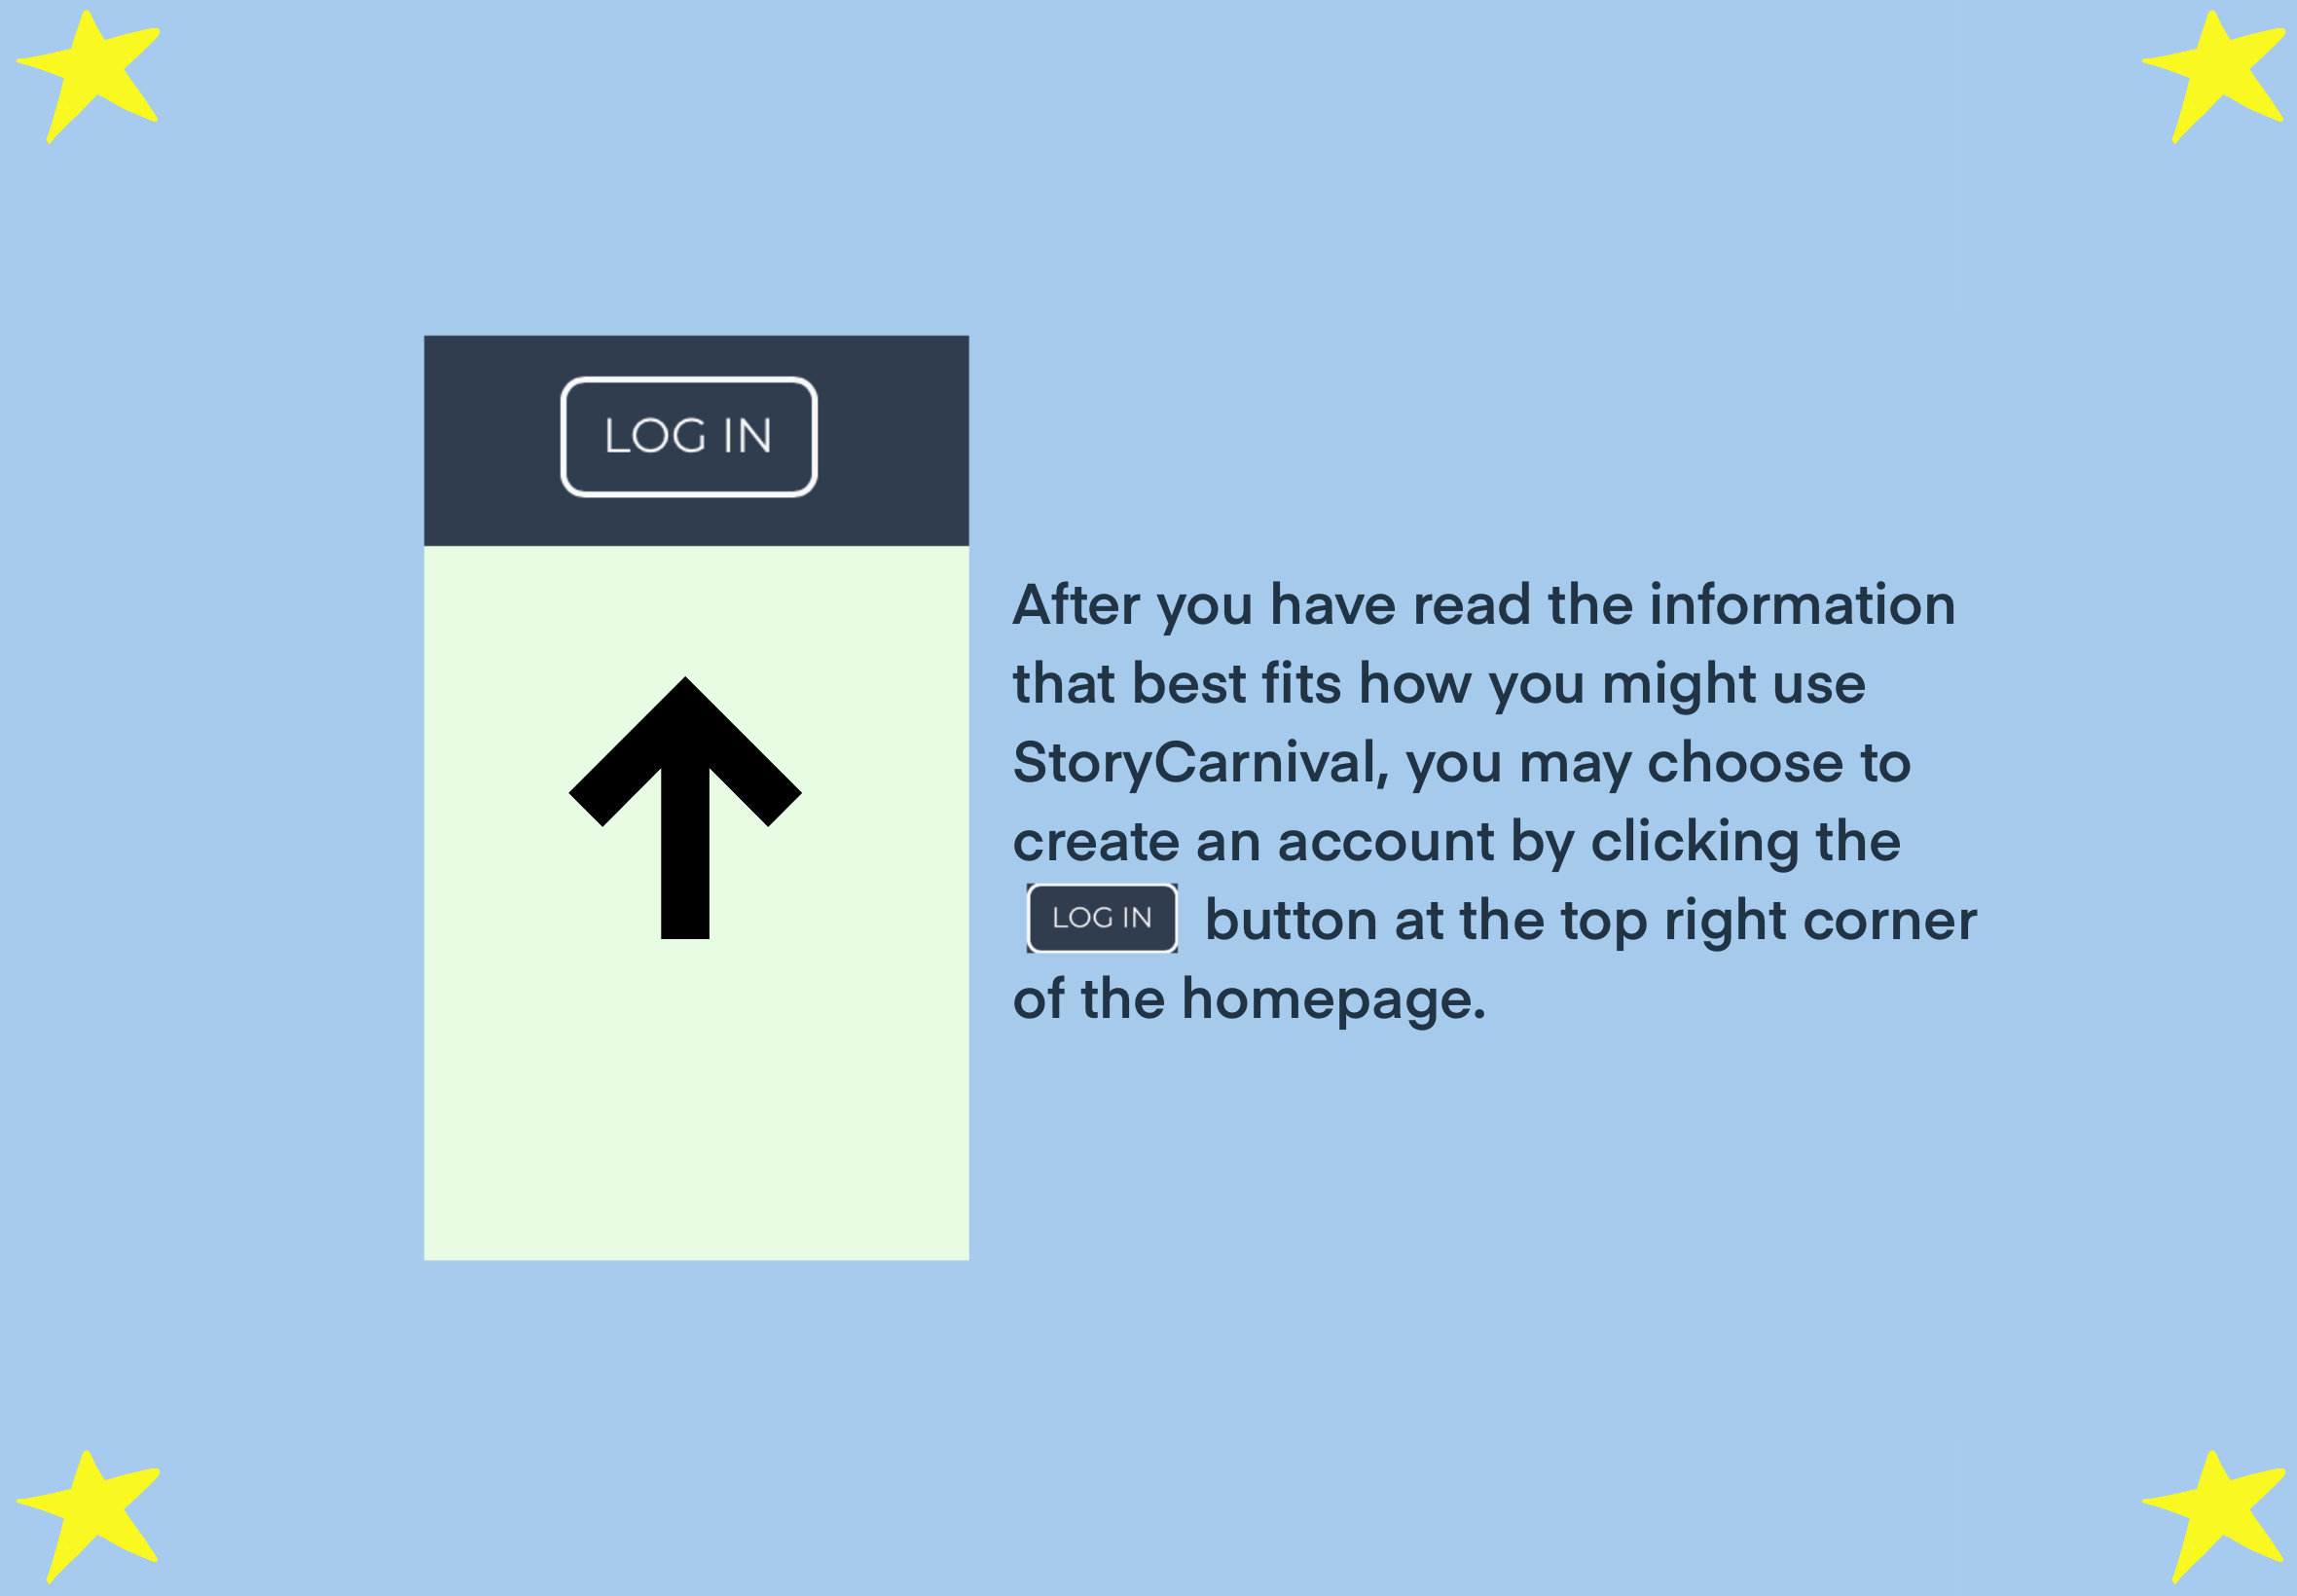 LOG IN
After you have read the information
that best fits how you might use
StoryCarnival, you may choose to
create an account by clicking the
LOG IN button at the top right corner
of the homepage.